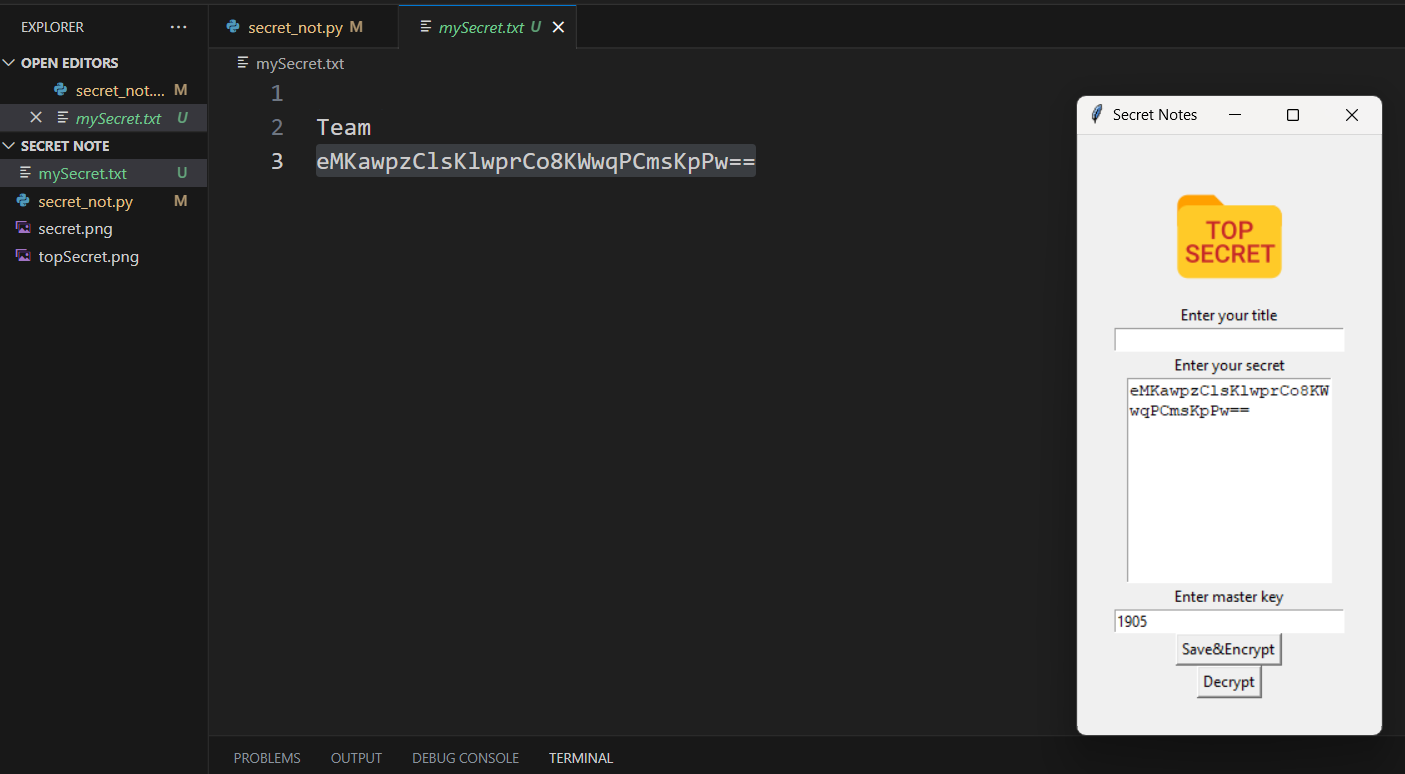 EXPLORER
OPEN EDITORS
secret_not.... M
mySecret.txt U
SECRET NOTE
mySecret.txt U
secret_not.py M
secret.png
topSecret.png
secret_not.py M
mySecret.txt U
mySecret.txt
1
2 Team
3 eMKawpzClsKlwprCo8KWwqPCmsKpPw==
PROBLEMS OUTPUT DEBUG CONSOLE TERMINAL
Secret Notes
TOP
SECRET
Enter your title
Enter your secret
eMKawpzClsKlwprCo8KW
wqPCmsKpPw==
Enter master key
1905
Save&Encrypt
Decrypt